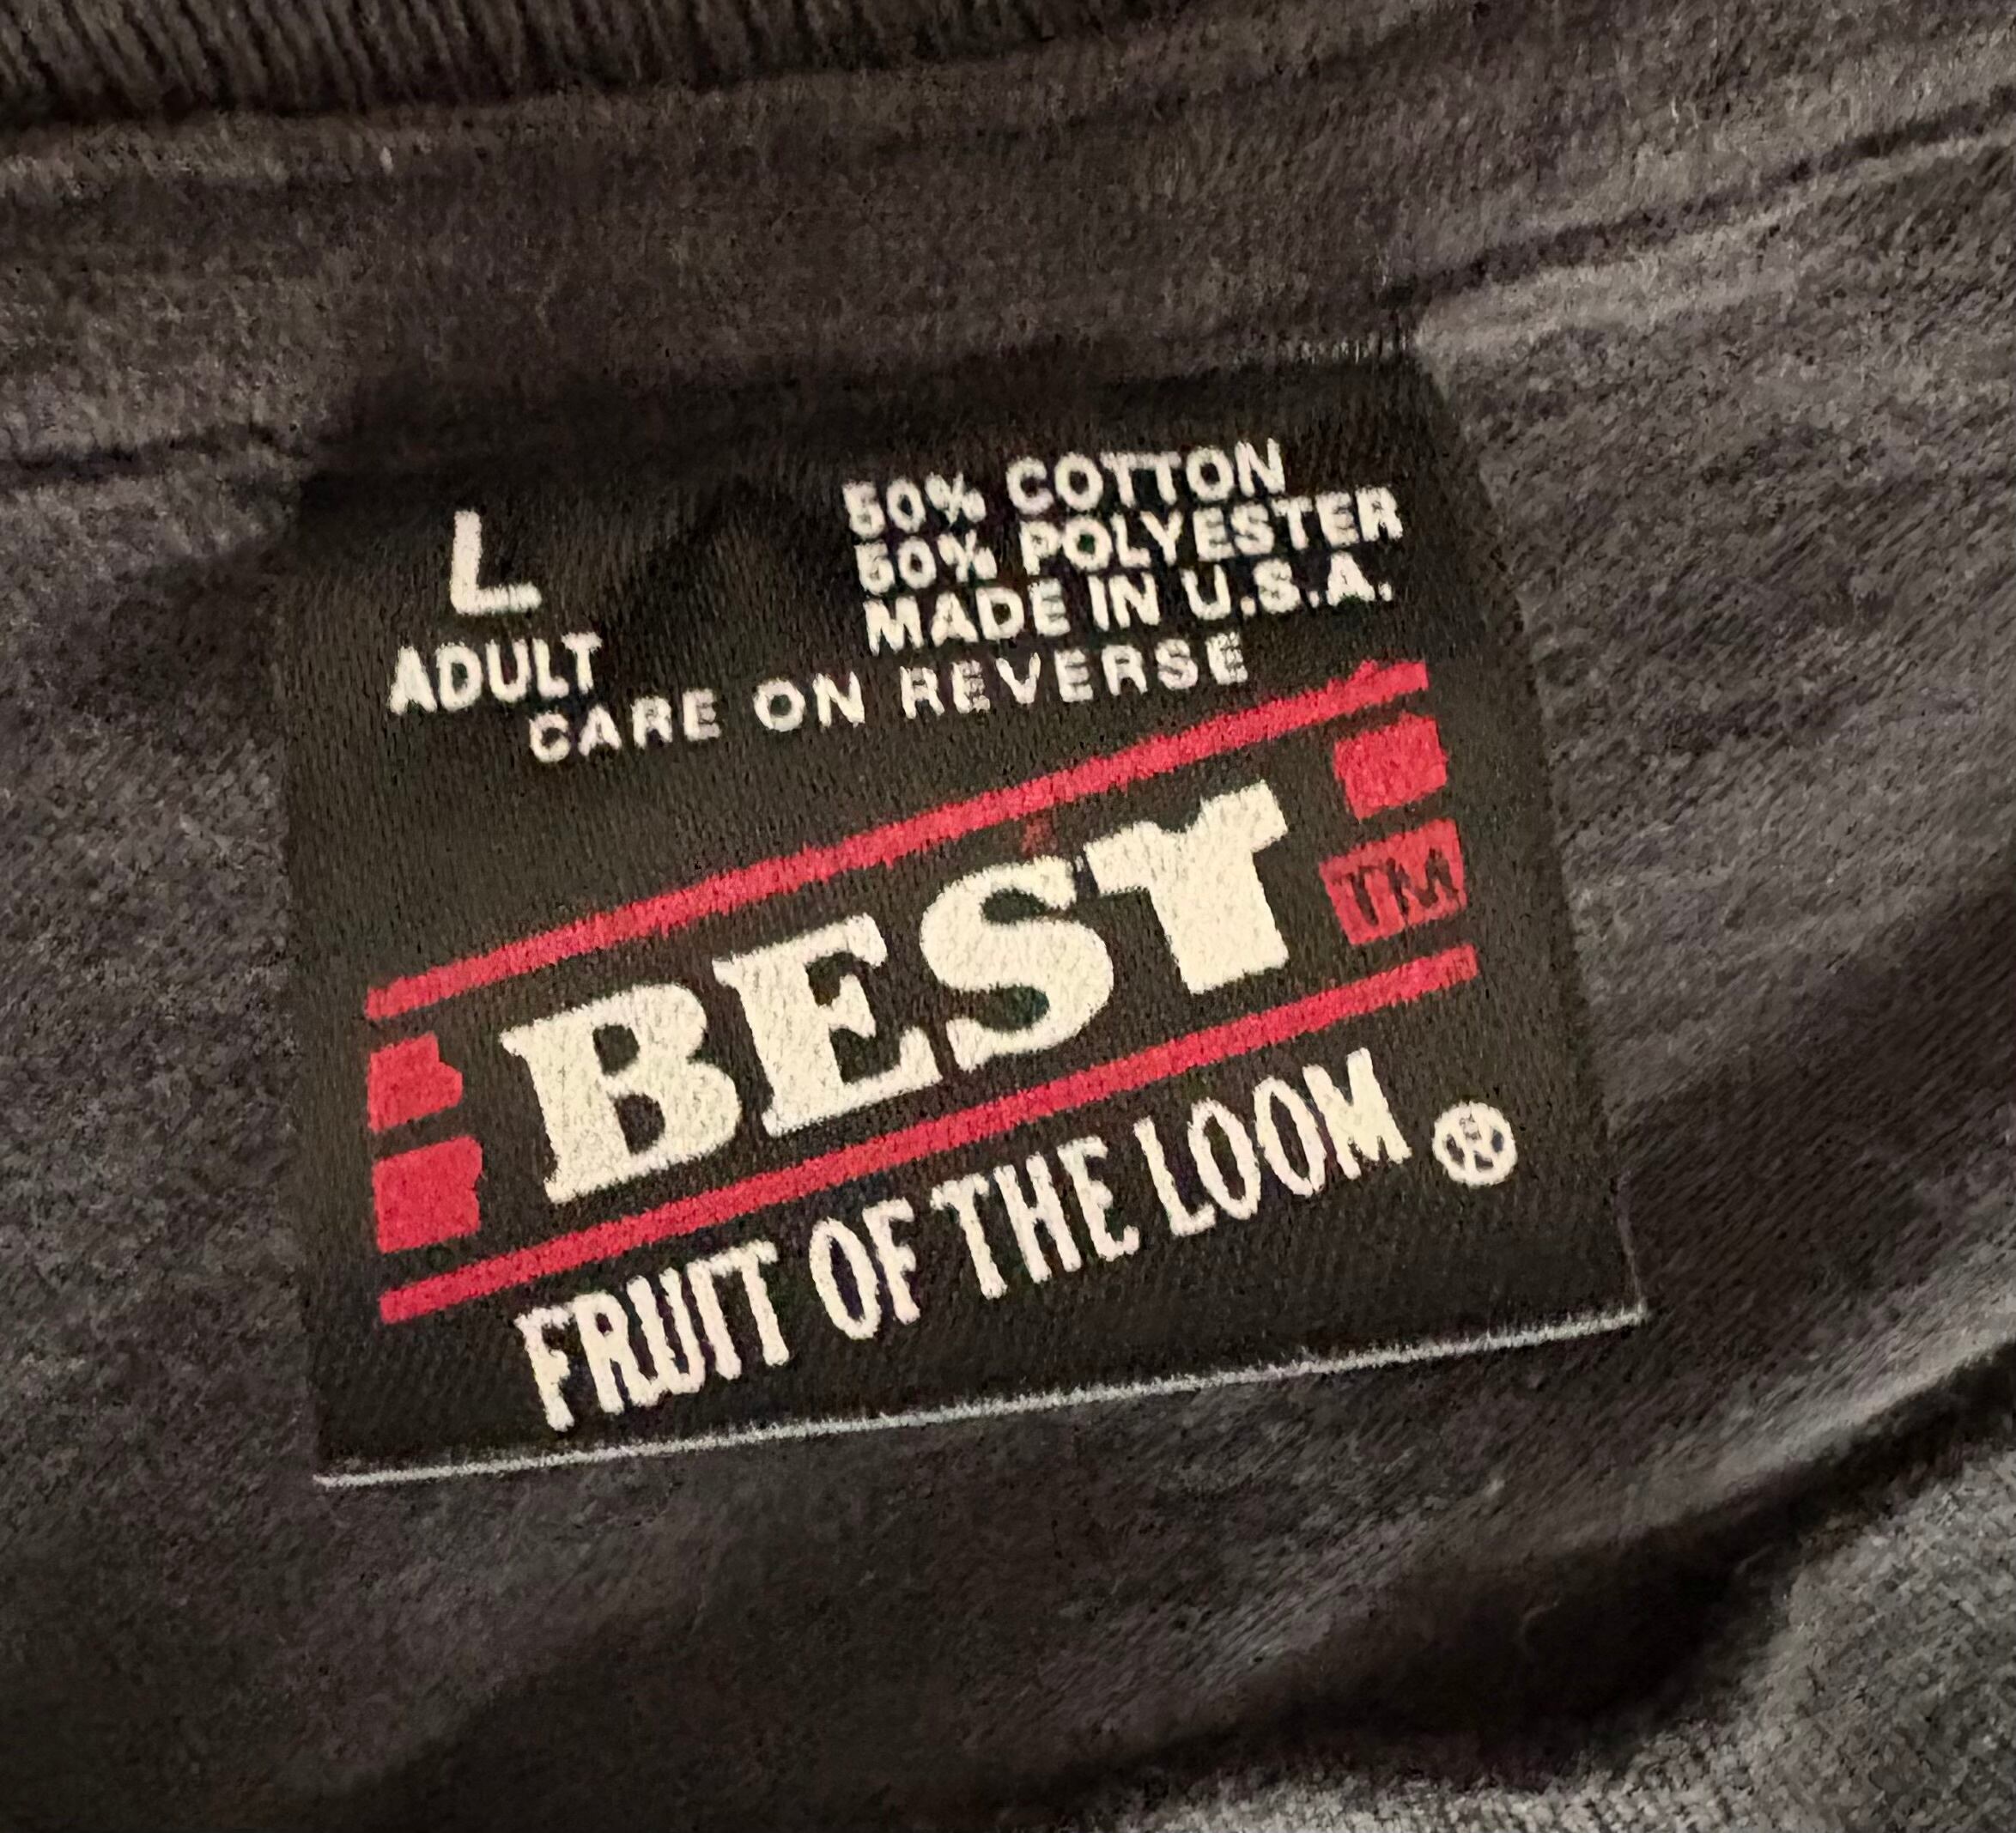 L
ADULT
50% COTTON
50% POLYESTER
MADE IN U.S.A.
CARE ON REVERSE
BEST
TM
FRUIT OF THE LOOM ®